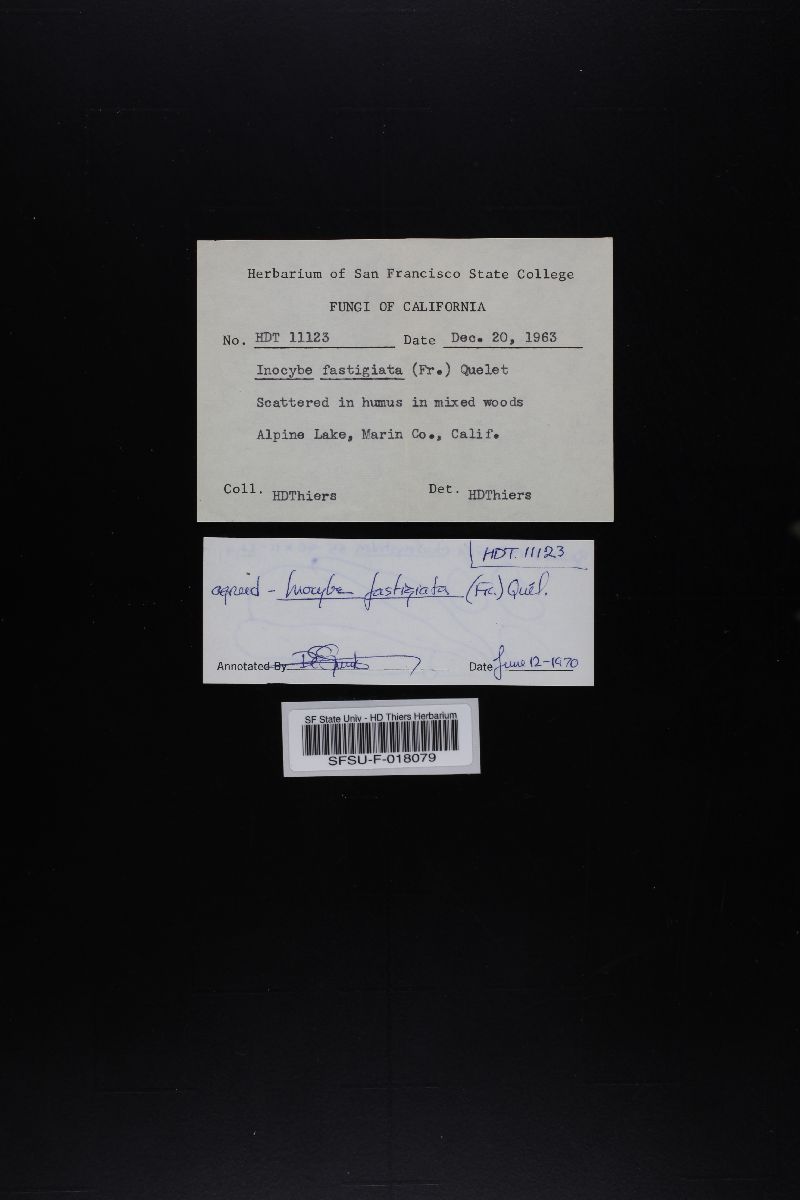 Herbarium of San Francisco State College
FUNGI OF CALIFORNIA
No. HDT 11123 Date Dec. 20, 1963
Inocybe fastigiata (Fr.) Quelet
Scattered in humus in mixed woods
Alpine Lake, Marin Co., Calif.
Coll. HDThiers Det. HDThiers
HDT. 11123
agreed - Inocybe fastigiata (Fr.) Quél.
Annotated By Date June 12-1970
SF State Univ - HD Thiers Herbarium
SFSU-F-018079